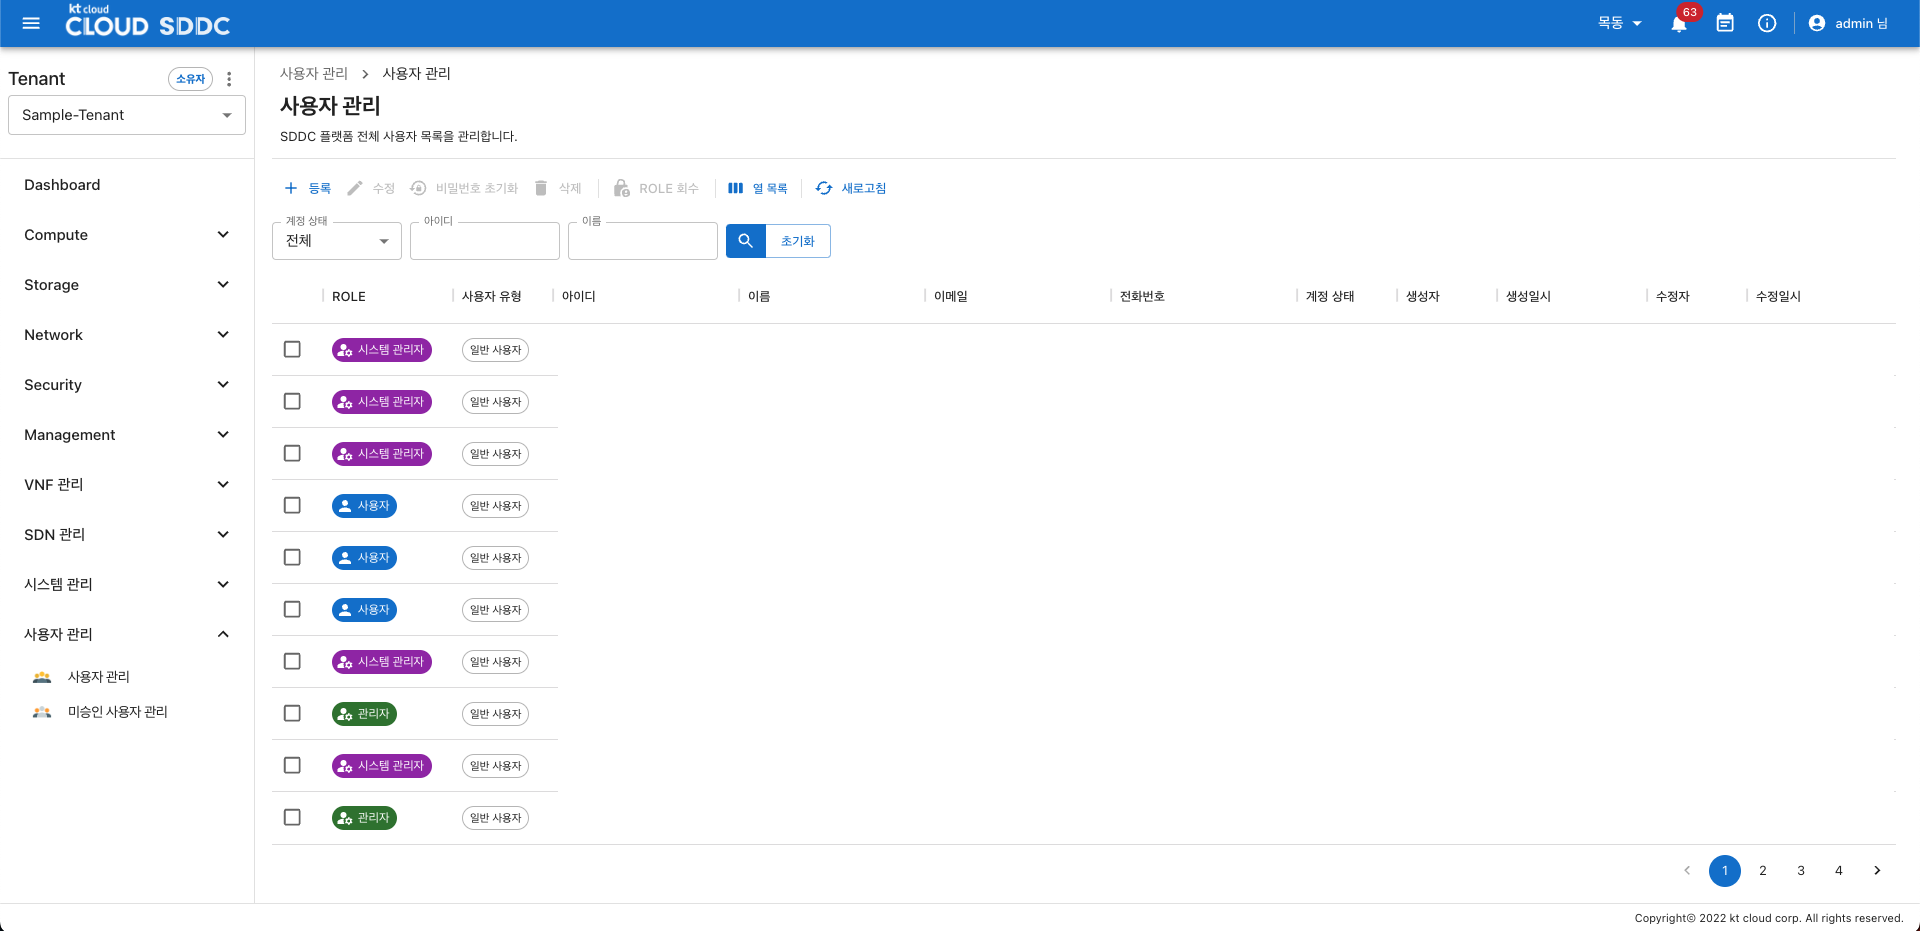 kt cloud
CLOUD SDDC
목동
63
admin 님
Tenant
소유자
Sample-Tenant
Dashboard
Compute
Storage
Network
Security
Management
VNF 관리
SDN 관리
시스템 관리
사용자 관리
사용자 관리
미승인 사용자 관리
사용자 관리 > 사용자 관리
사용자 관리
SDDC 플랫폼 전체 사용자 목록을 관리합니다.
등록 수정 비밀번호 초기화 삭제 ROLE 회수 열 목록 새로고침
계정 상태 아이디 이름
전체 초기화
ROLE 사용자 유형 아이디 이름 이메일 전화번호 계정 상태 생성자 생성일시 수정자 수정일시
시스템 관리자 일반 사용자
시스템 관리자 일반 사용자
시스템 관리자 일반 사용자
사용자 일반 사용자
사용자 일반 사용자
사용자 일반 사용자
시스템 관리자 일반 사용자
관리자 일반 사용자
시스템 관리자 일반 사용자
관리자 일반 사용자
1 2 3 4
Copyright© 2022 kt cloud corp. All rights reserved.